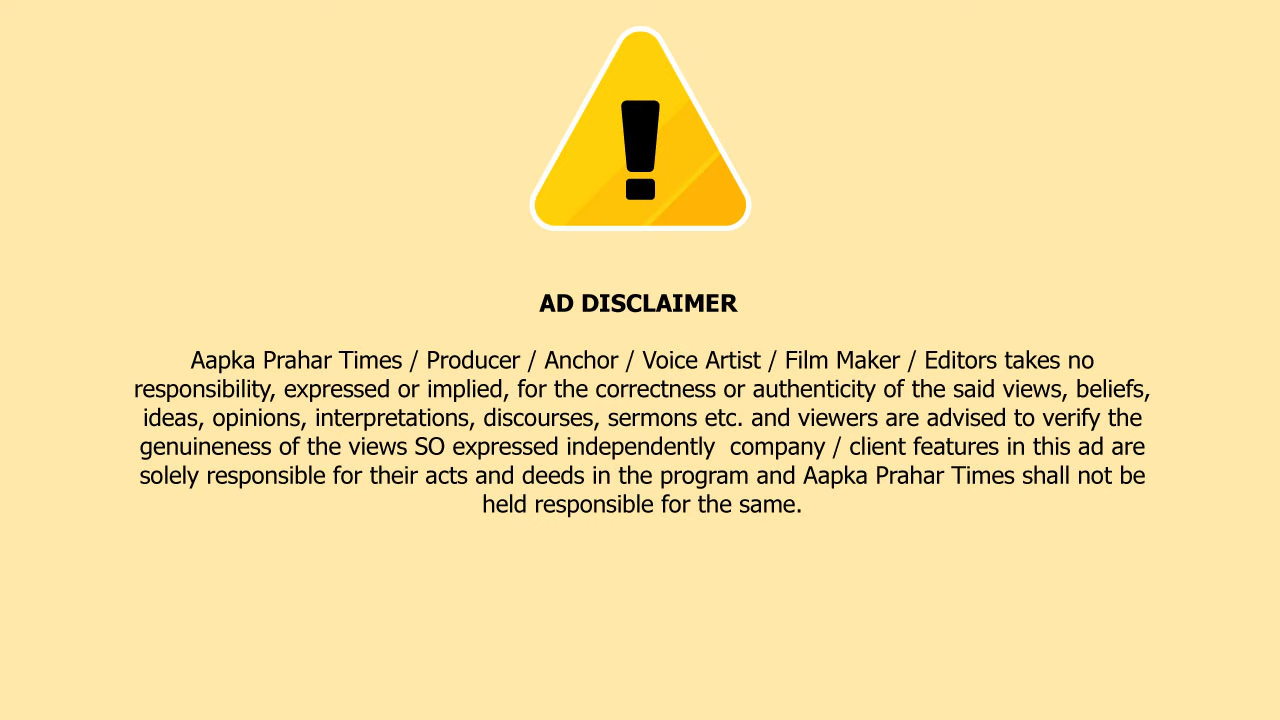 AD DISCLAIMER
Aapka Prahar Times / Producer / Anchor / Voice Artist / Film Maker / Editors takes no
responsibility, expressed or implied, for the correctness or authenticity of the said views, beliefs,
ideas, opinions, interpretations, discourses, sermons etc. and viewers are advised to verify the
genuineness of the views SO expressed independently  company / client features in this ad are
solely responsible for their acts and deeds in the program and Aapka Prahar Times shall not be
held responsible for the same.